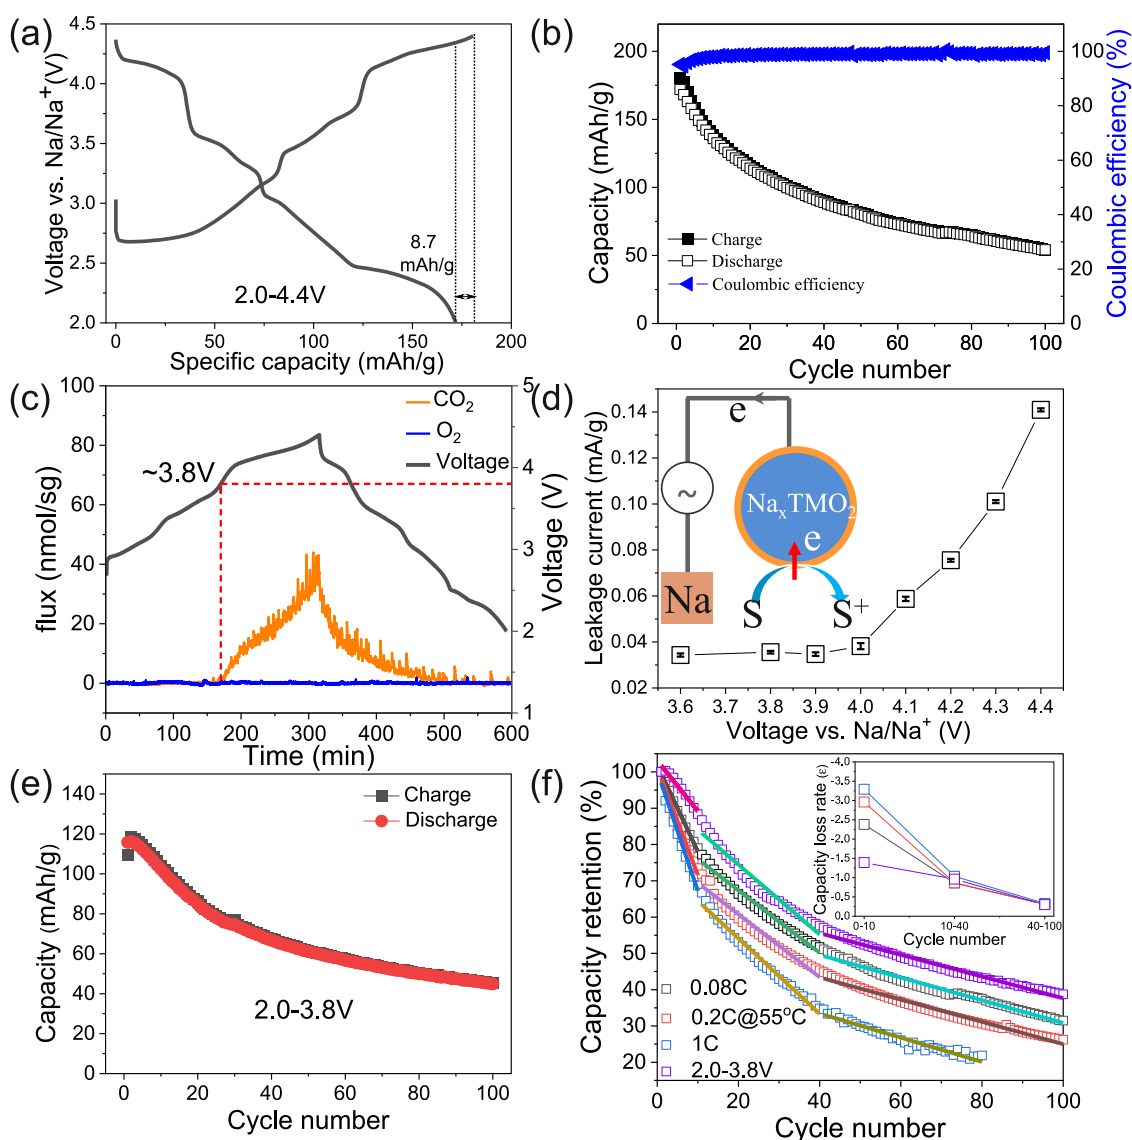 (a)
4.5
4.0
3.5
3.0
2.5
2.0
Voltage vs. Na/Na⁺(V)
8.7
mAh/g
2.0-4.4V
0 50 100 150 200
Specific capacity (mAh/g)
(b)
200
150
100
50
0
Capacity (mAh/g)
Charge
Discharge
Coulombic efficiency
100
80
60
40
20
0
Coulombic efficiency (%)
0 20 40 60 80 100
Cycle number
(c)
100
80
60
40
20
0
flux (nmol/sg)
CO₂
O₂
Voltage
~3.8V
5
4
3
2
1
Voltage (V)
0 100 200 300 400 500 600
Time (min)
(d)
0.14
0.12
0.10
0.08
0.06
0.04
0.02
Leakage current (mA/g)
e
~
NaₓTMO₂
e
Na
S
S⁺
3.6 3.7 3.8 3.9 4.0 4.1 4.2 4.3 4.4
Voltage vs. Na/Na⁺ (V)
(e)
140
120
100
80
60
40
20
0
Capacity (mAh/g)
Charge
Discharge
2.0-3.8V
0 20 40 60 80 100
Cycle number
(f)
100
90
80
70
60
50
40
30
20
Capacity retention (%)
0.08C
0.2C@55°C
1C
2.0-3.8V
0 20 40 60 80 100
Cycle number
-4.0
-3.5
-3.0
-2.5
-2.0
-1.5
-1.0
-0.5
0.0
Capacity loss rate (ε)
0-10 10-40 40-100
Cycle number